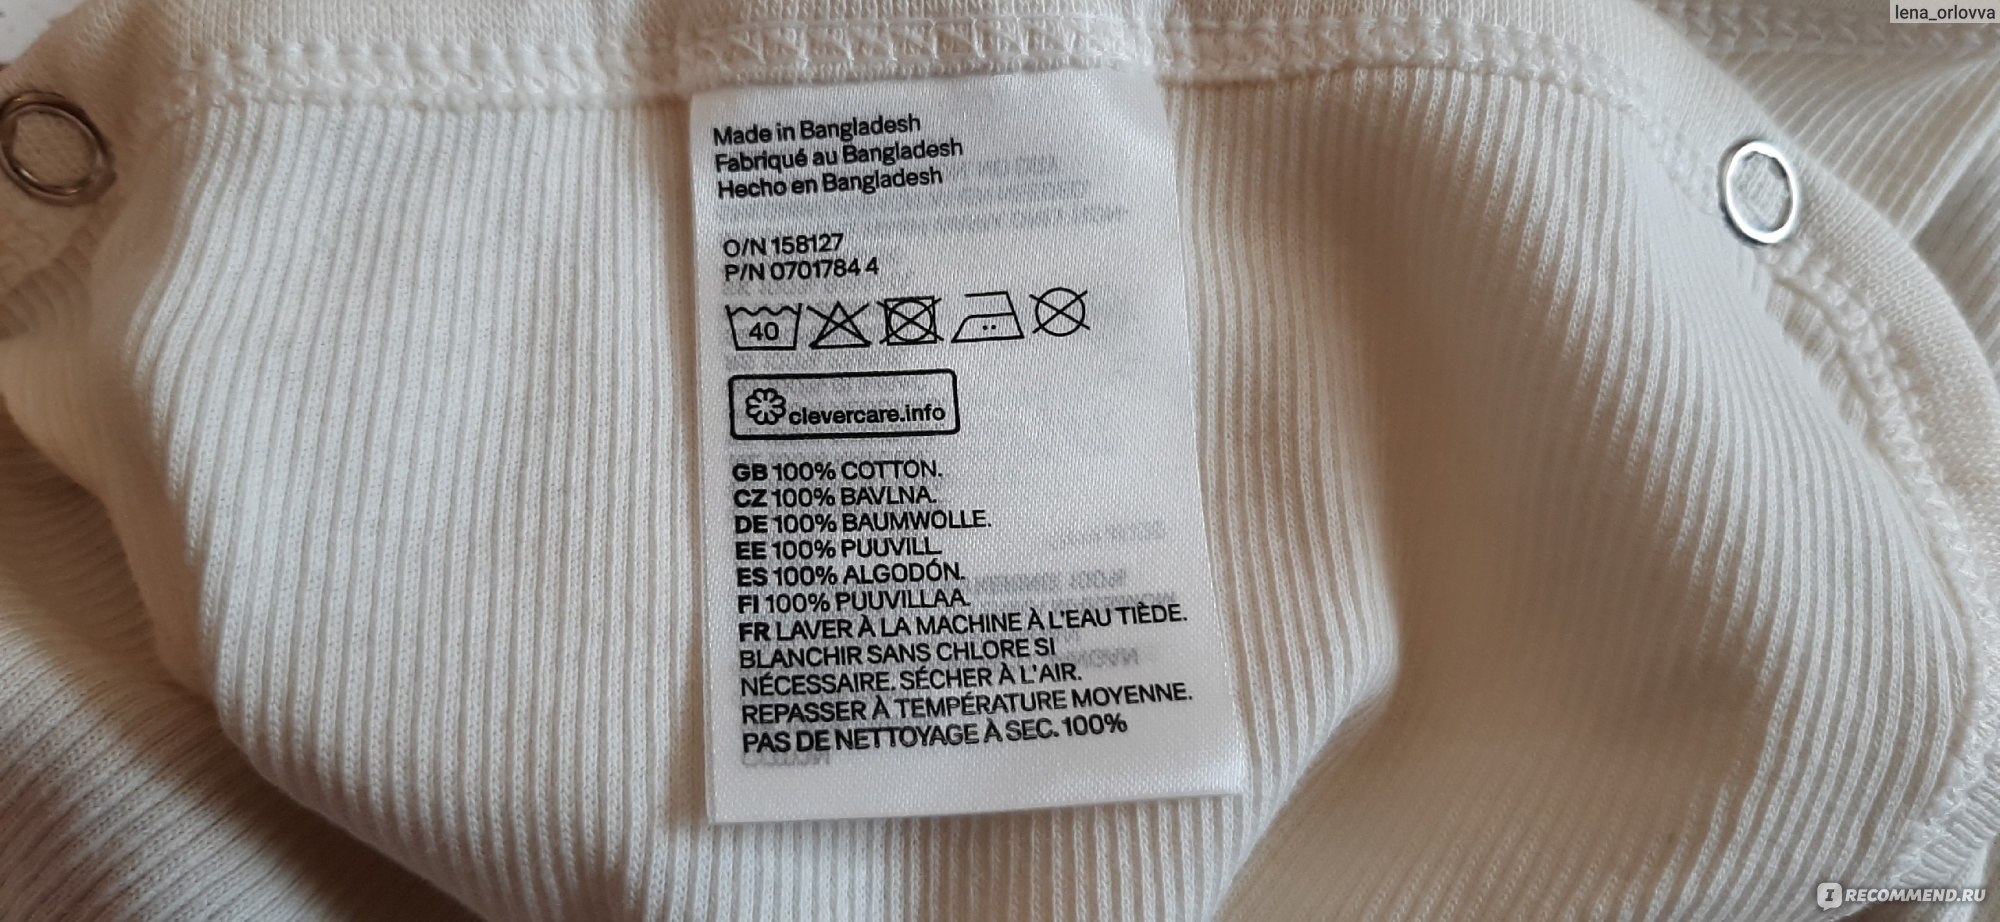 lena_orlovva
Made in Bangladesh
Fabriqué au Bangladesh
Hecho en Bangladesh
O/N 158127
P/N 0701784 4
40
clevercare.info
GB 100% COTTON.
CZ 100% BAVLNA.
DE 100% BAUMWOLLE.
EE 100% PUUVILL.
ES 100% ALGODÓN.
FI 100% PUUVILLAA.
FR LAVER À LA MACHINE À L'EAU TIÈDE.
BLANCHIR SANS CHLORE SI
NÉCESSAIRE. SÉCHER À L'AIR.
REPASSER À TEMPÉRATURE MOYENNE.
PAS DE NETTOYAGE À SEC. 100%
I RECOMMEND.RU